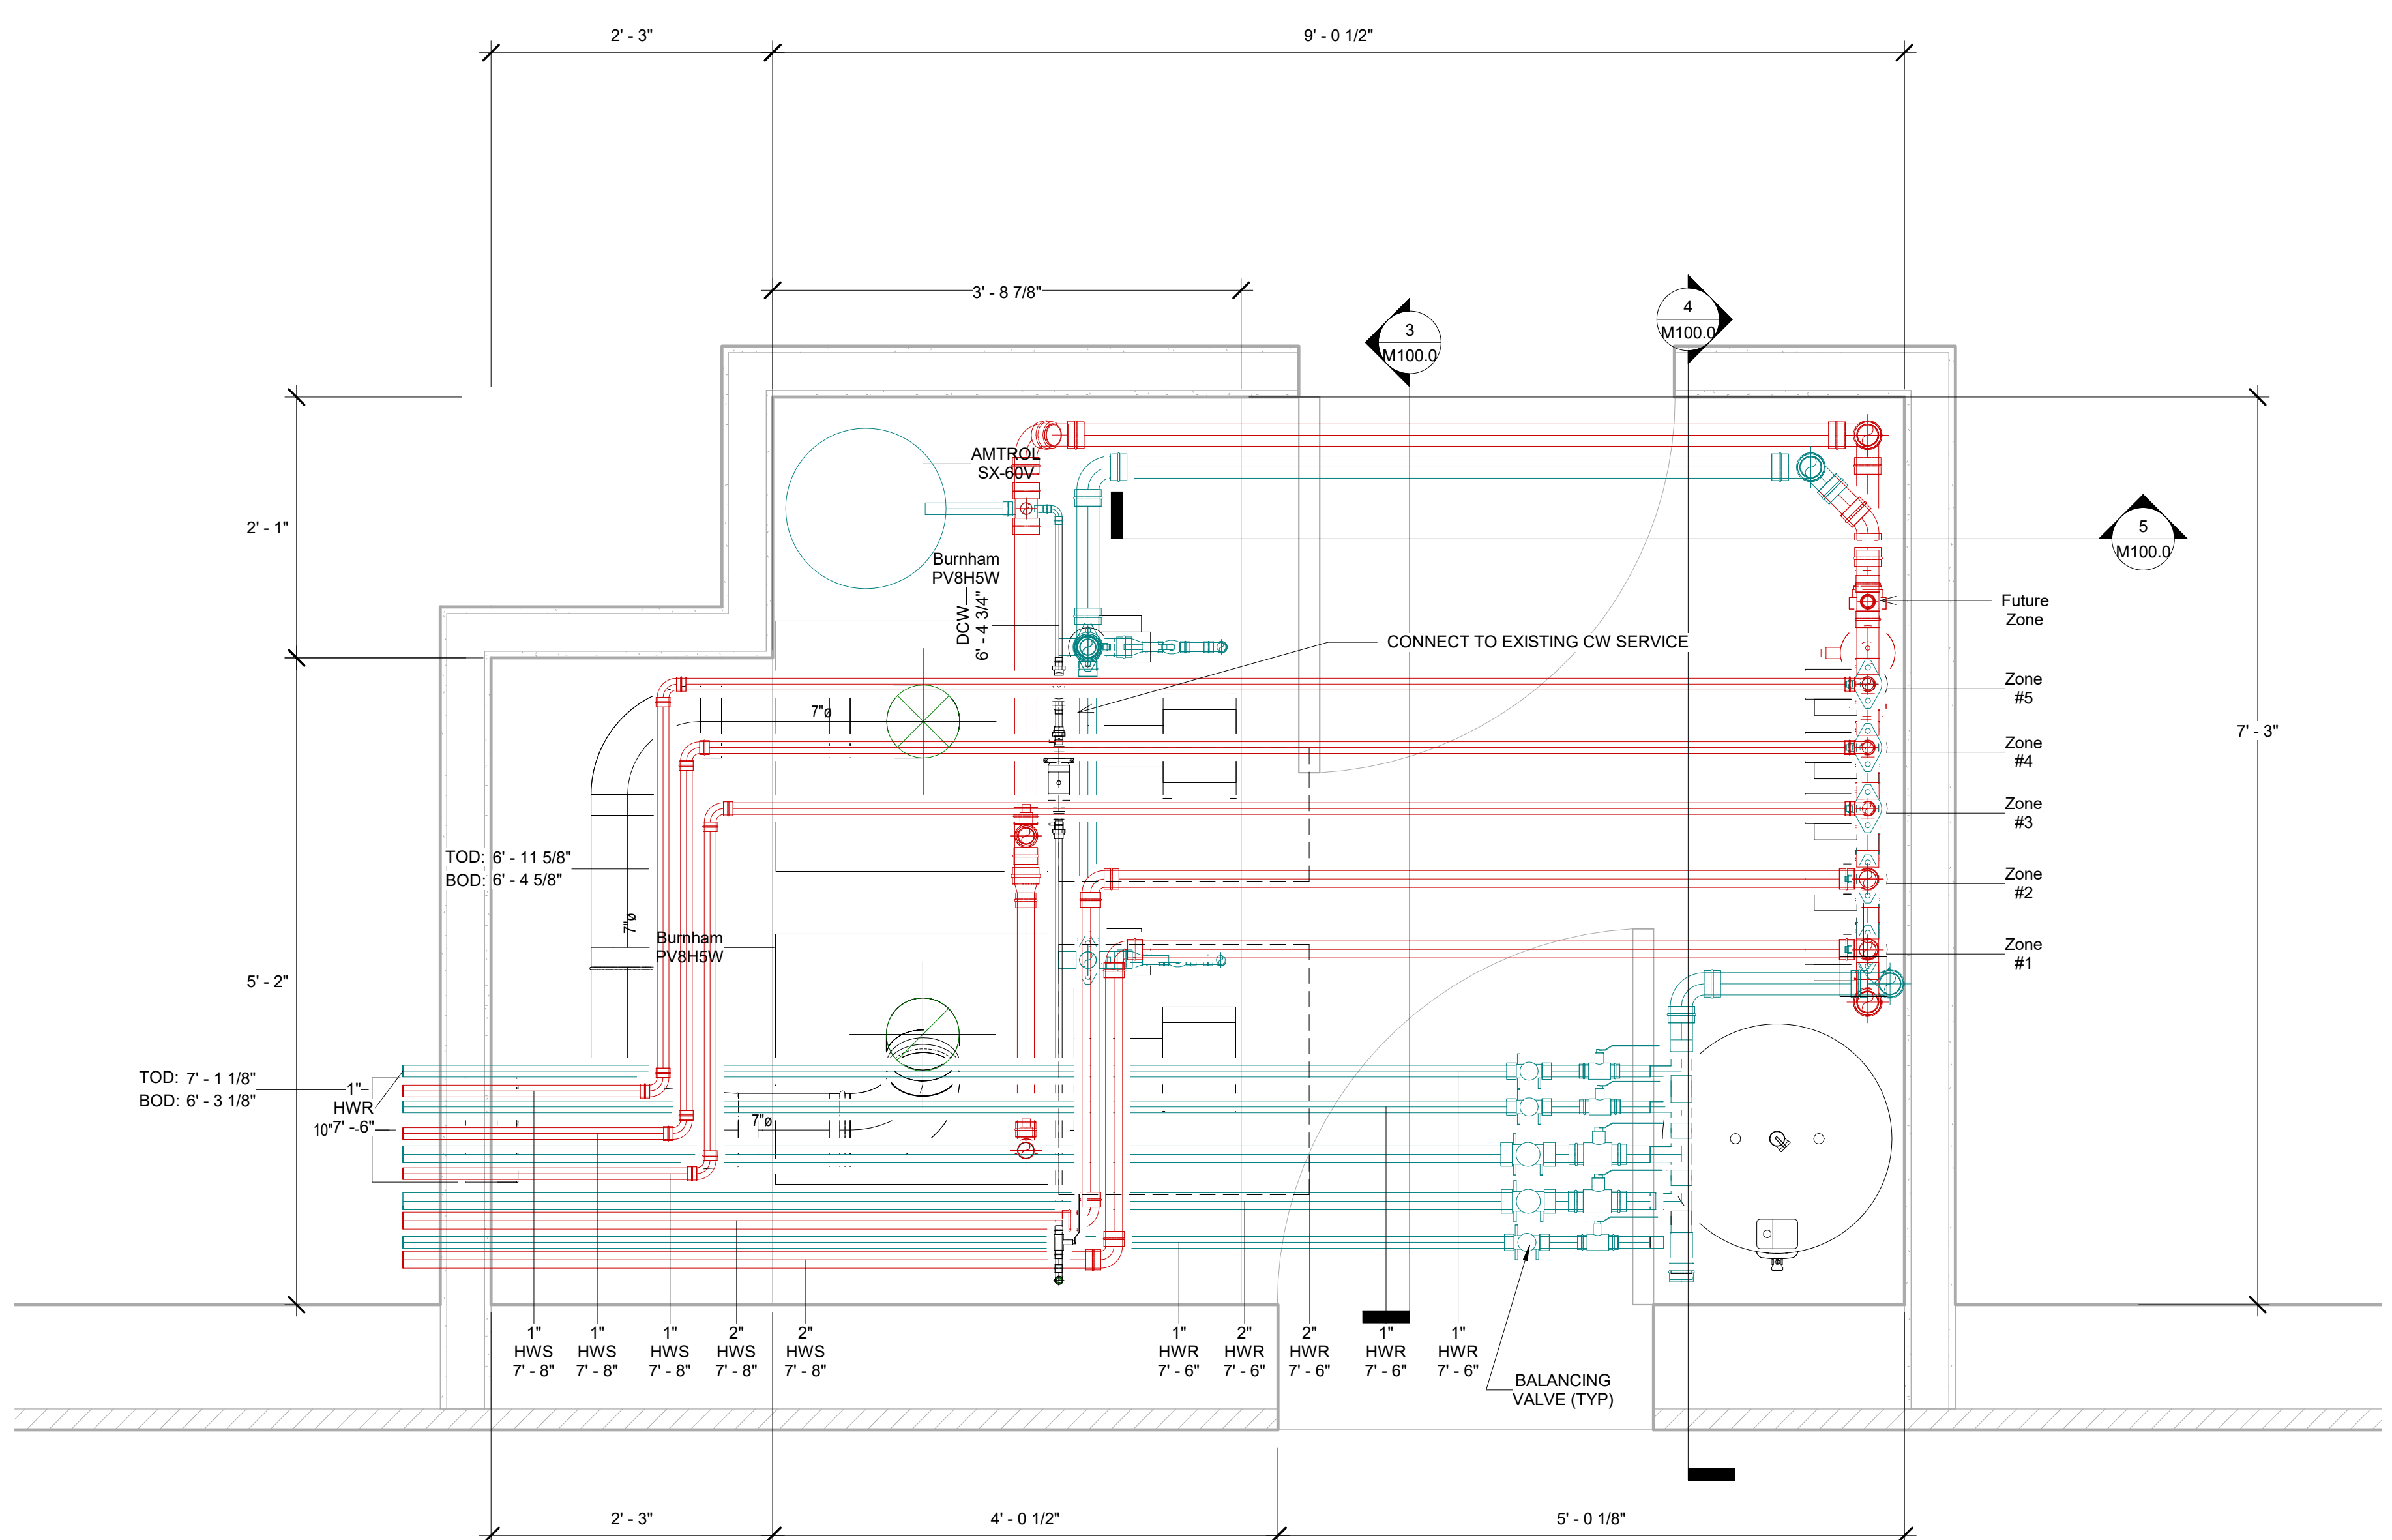 2' - 3"
9' - 0 1/2"
3' - 8 7/8"
3
M100.0
4
M100.0
AMTROL
SX-60V
2' - 1"
5
M100.0
Burnham
PV8H5W
DCW
6' - 4 3/4"
Future
Zone
CONNECT TO EXISTING CW SERVICE
Zone
#5
7"ø
7' - 3"
Zone
#4
Zone
#3
TOD: 6' - 11 5/8"
BOD: 6' - 4 5/8"
Zone
#2
7"ø
Burnham
PV8H5W
Zone
#1
5' - 2"
TOD: 7' - 1 1/8"
BOD: 6' - 3 1/8"
1"
HWR
7' - 6"
10"
7"ø
1"
HWS
7' - 8"
1"
HWS
7' - 8"
1"
HWS
7' - 8"
2"
HWS
7' - 8"
2"
HWS
7' - 8"
1"
HWR
7' - 6"
2"
HWR
7' - 6"
2"
HWR
7' - 6"
1"
HWR
7' - 6"
1"
HWR
7' - 6"
BALANCING
VALVE (TYP)
2' - 3"
4' - 0 1/2"
5' - 0 1/8"